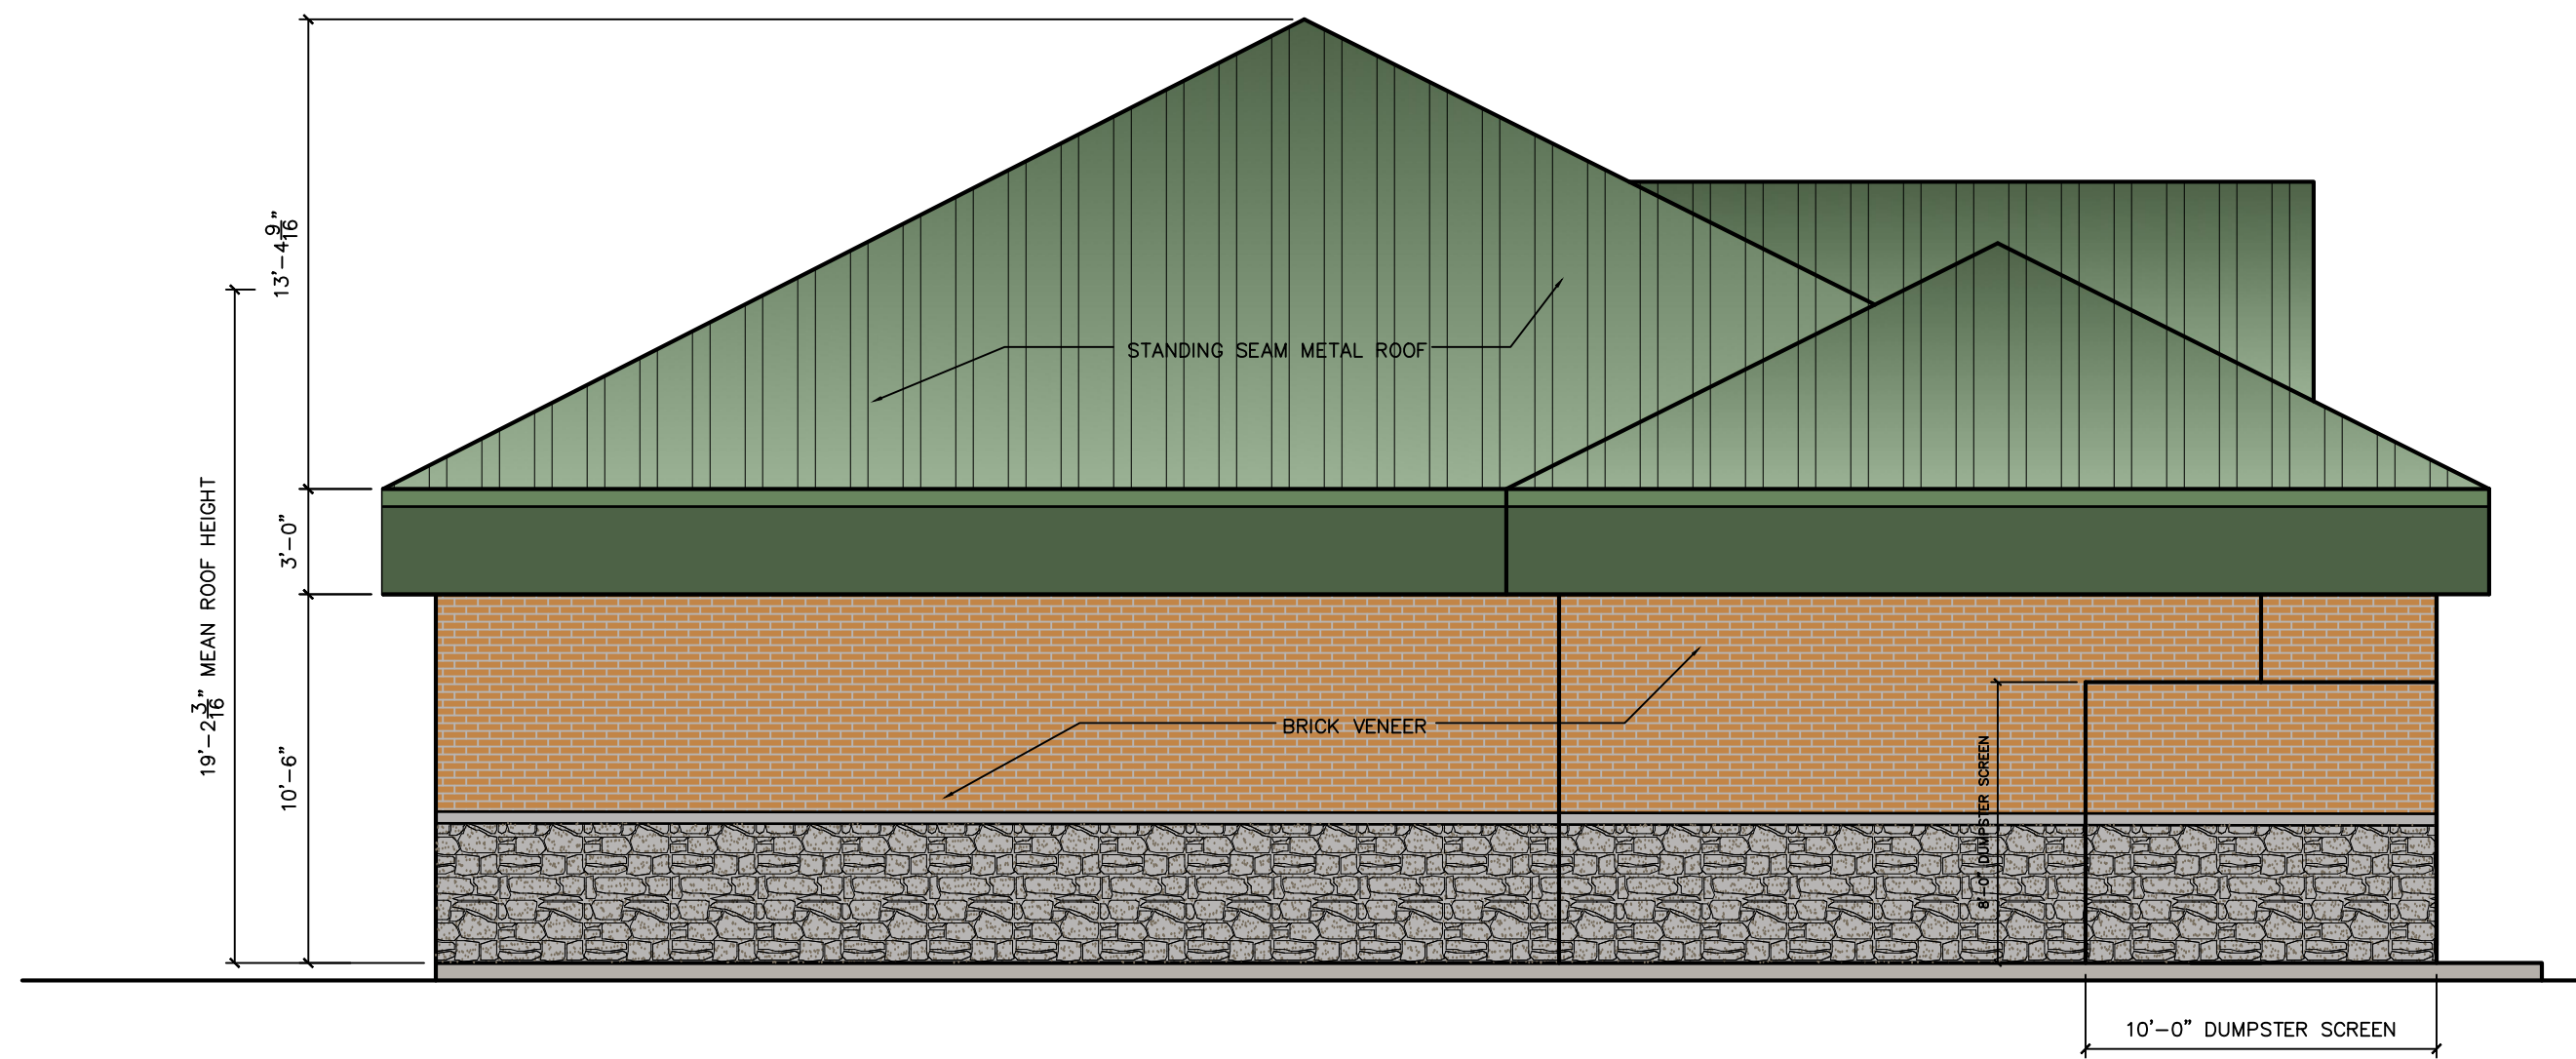 13'-4 9/16"
STANDING SEAM METAL ROOF
3'-0"
19'-2 3/16" MEAN ROOF HEIGHT
10'-6"
BRICK VENEER
8'-0" DUMPSTER SCREEN
10'-0" DUMPSTER SCREEN